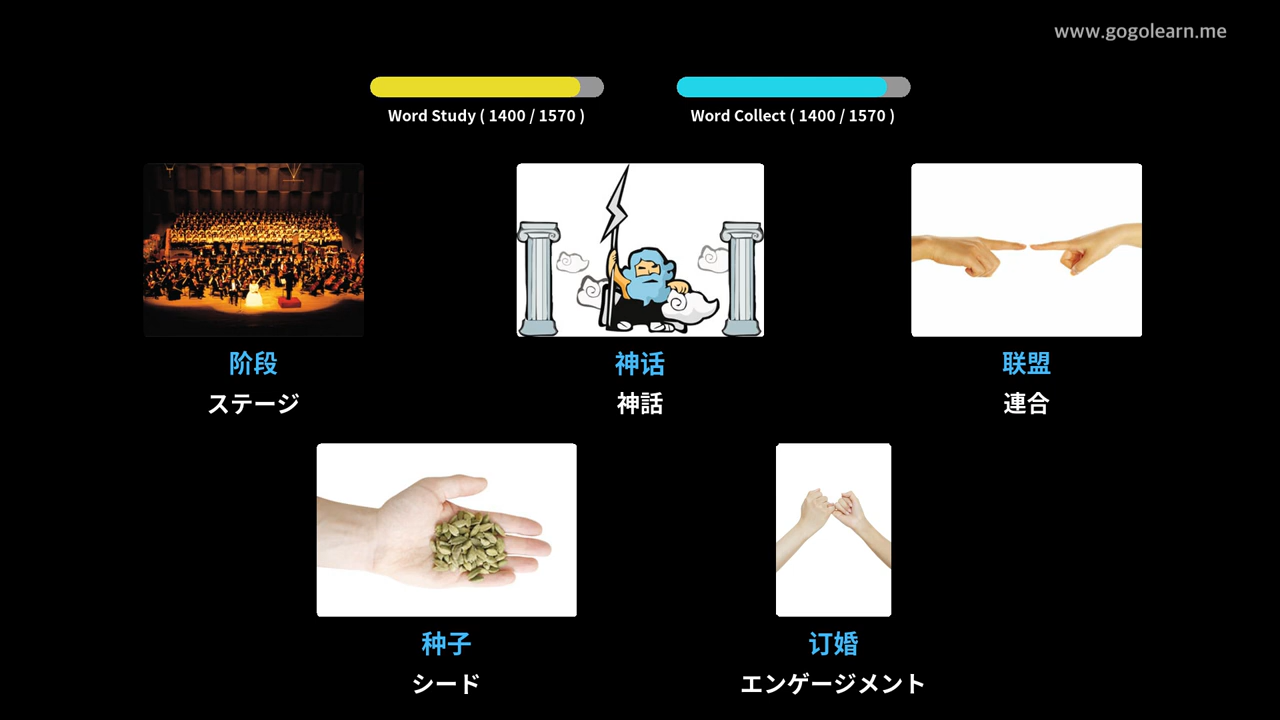 www.gogolearn.me
Word Study ( 1400 / 1570 )
Word Collect ( 1400 / 1570 )
阶段
神话
联盟
ステージ
神話
連合
种子
订婚
シード
エンゲージメント